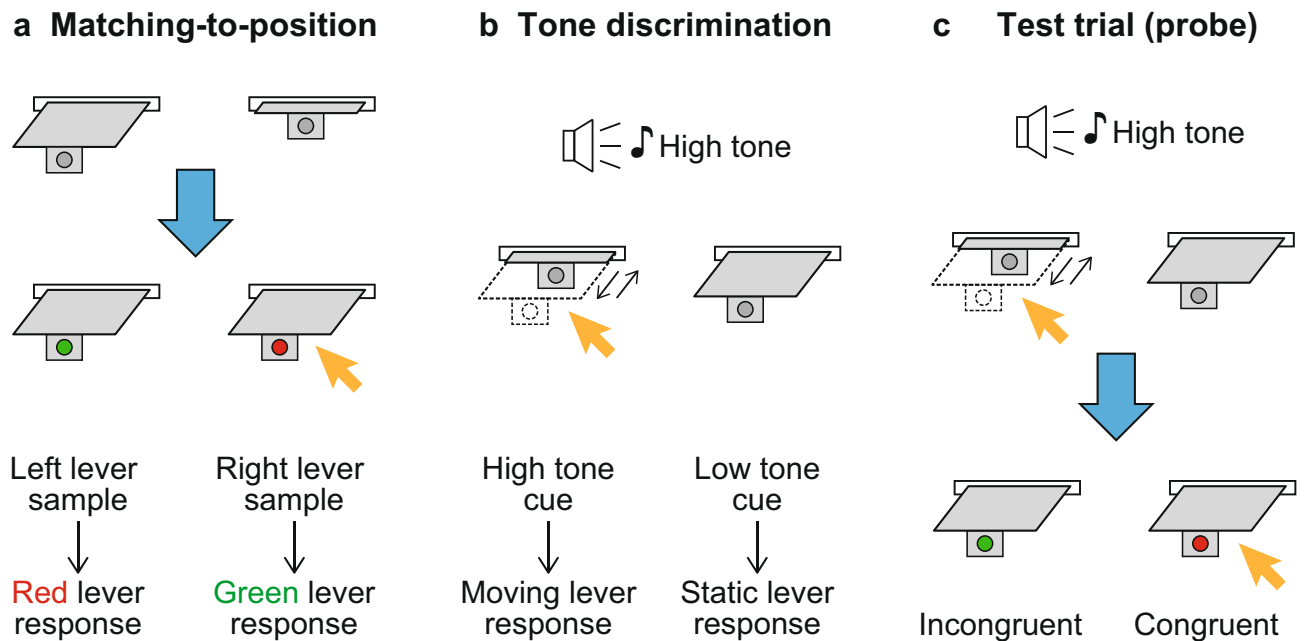 a Matching-to-position
Left lever
sample
Red lever
response
Right lever
sample
Green lever
response
b Tone discrimination
High tone
High tone
cue
Moving lever
response
Low tone
cue
Static lever
response
c Test trial (probe)
High tone
Incongruent
Congruent